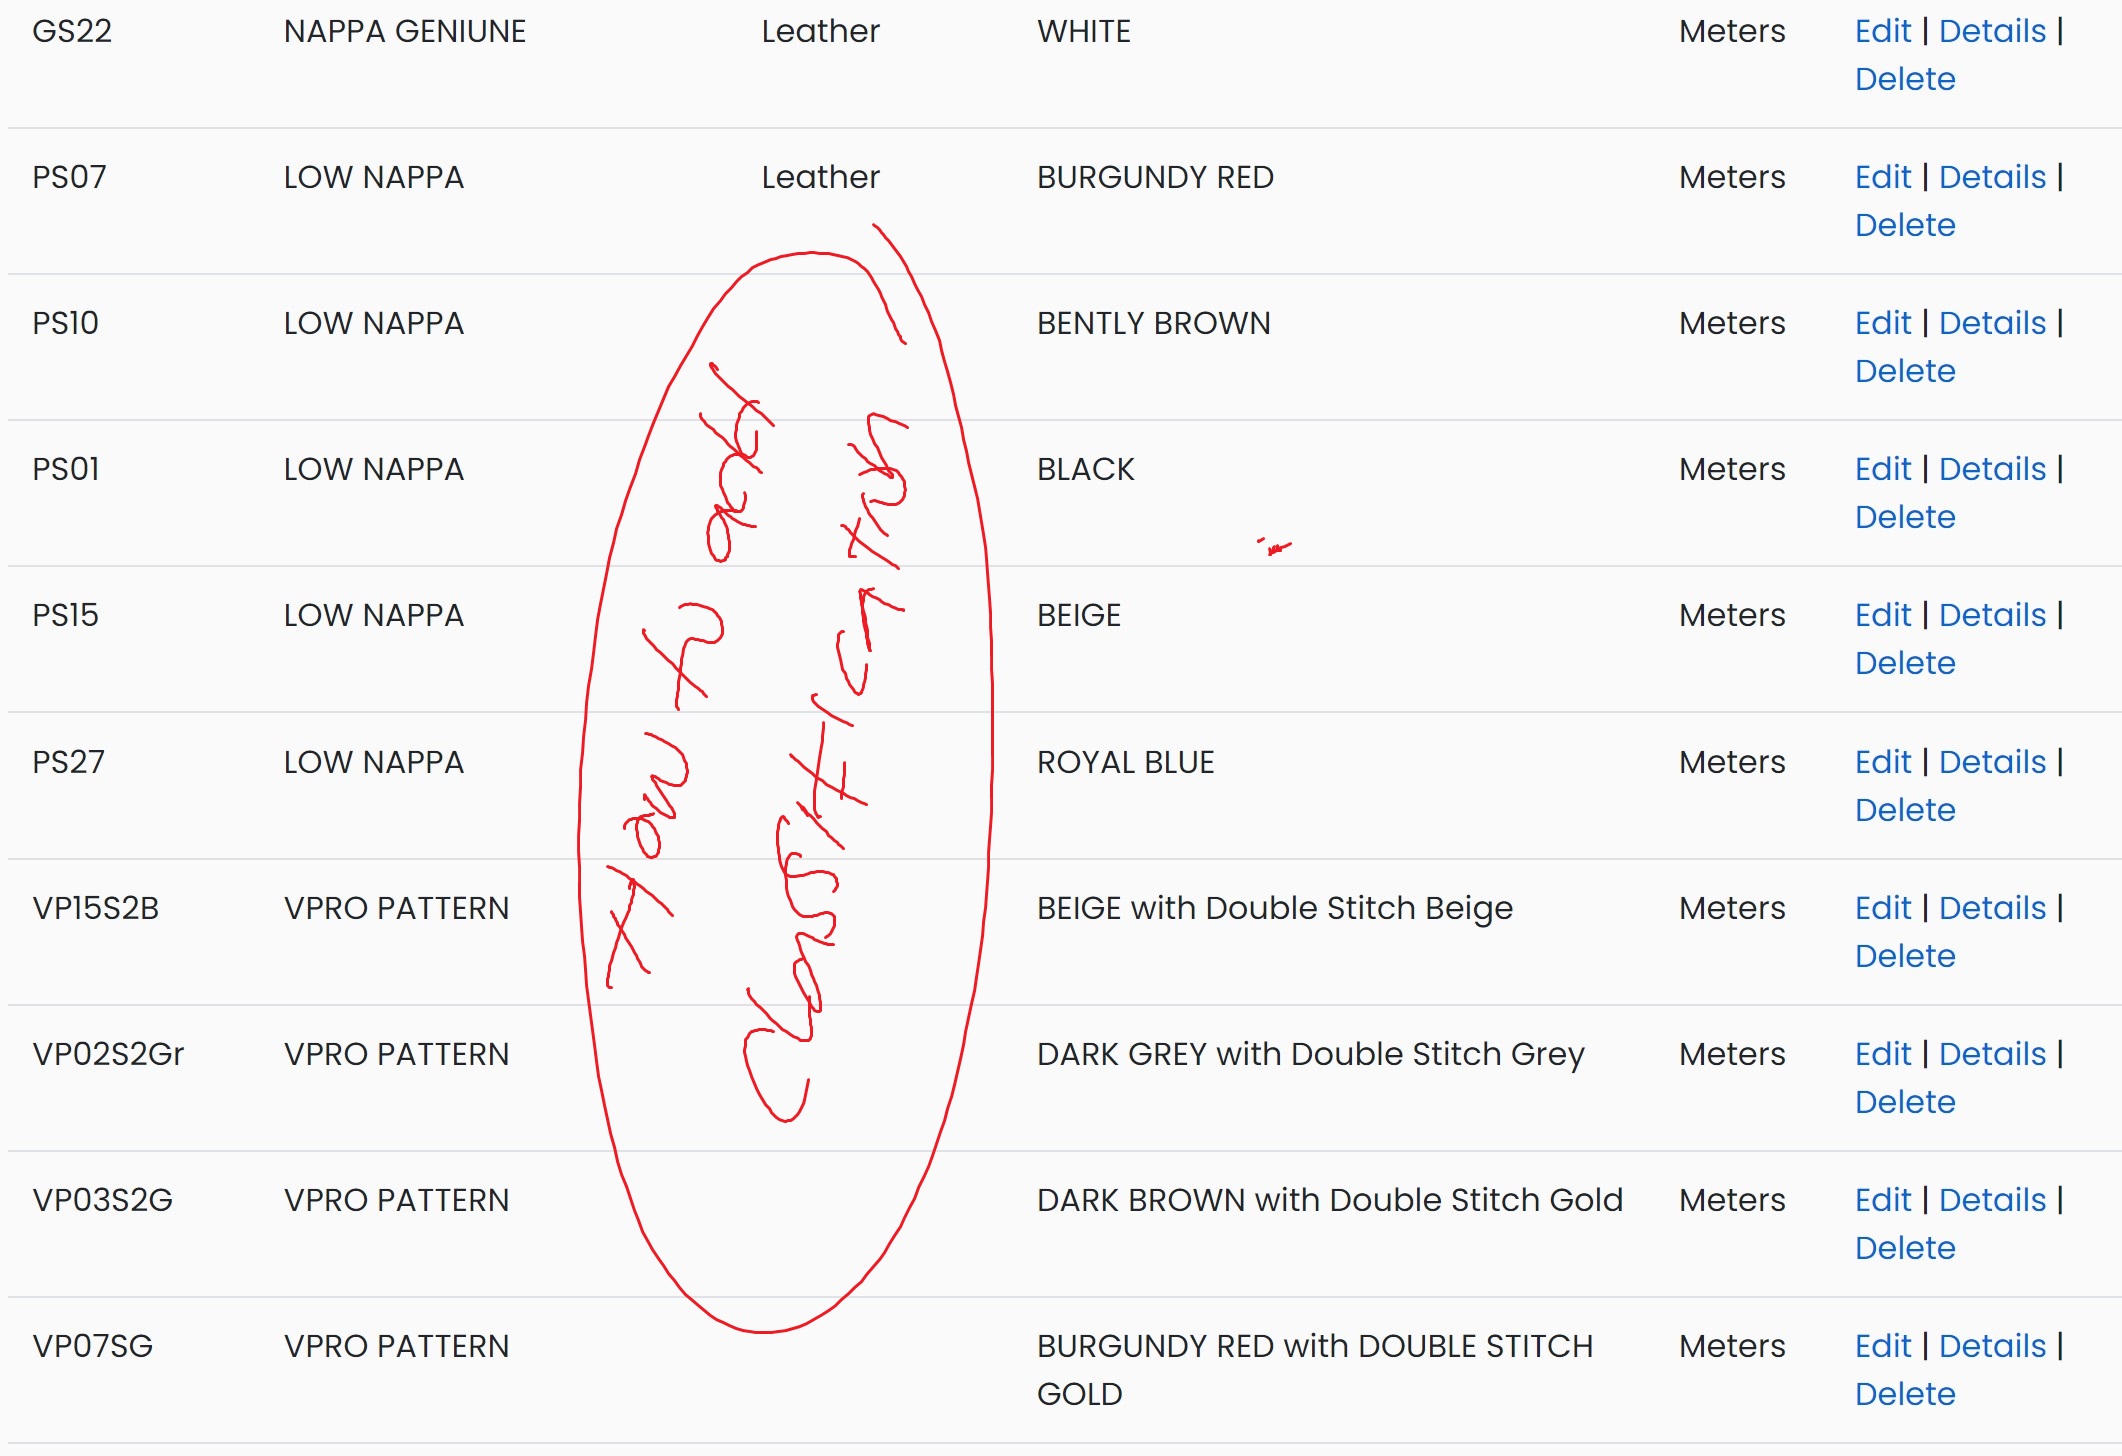 GS22 NAPPA GENIUNE Leather WHITE Meters Edit | Details |
Delete
PS07 LOW NAPPA Leather BURGUNDY RED Meters Edit | Details |
Delete
PS10 LOW NAPPA BENTLY BROWN Meters Edit | Details |
Delete
PS01 LOW NAPPA BLACK Meters Edit | Details |
Delete
PS15 LOW NAPPA BEIGE Meters Edit | Details |
Delete
PS27 LOW NAPPA ROYAL BLUE Meters Edit | Details |
Delete
VP15S2B VPRO PATTERN BEIGE with Double Stitch Beige Meters Edit | Details |
Delete
VP02S2Gr VPRO PATTERN DARK GREY with Double Stitch Grey Meters Edit | Details |
Delete
VP03S2G VPRO PATTERN DARK BROWN with Double Stitch Gold Meters Edit | Details |
Delete
VP07SG VPRO PATTERN BURGUNDY RED with DOUBLE STITCH Meters Edit | Details |
GOLD Delete
How add
Classification